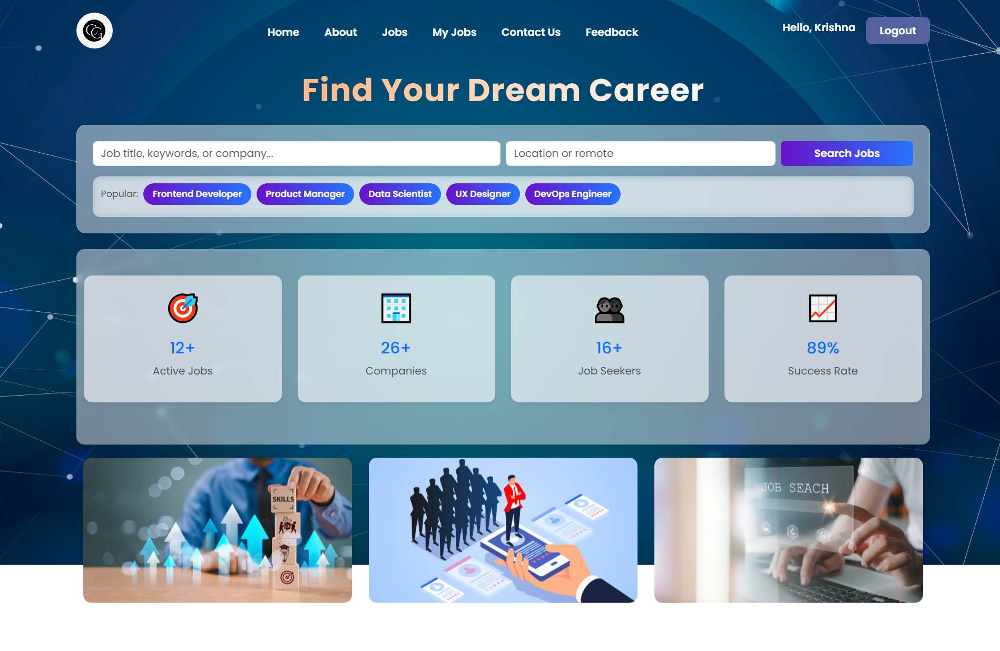 Home About Jobs My Jobs Contact Us Feedback
Hello, Krishna Logout
Find Your Dream Career
Job title, keywords, or company... Location or remote Search Jobs
Popular: Frontend Developer Product Manager Data Scientist UX Designer DevOps Engineer
12+ 26+ 16+ 89%
Active Jobs Companies Job Seekers Success Rate
SKILLS
JOB SEACH